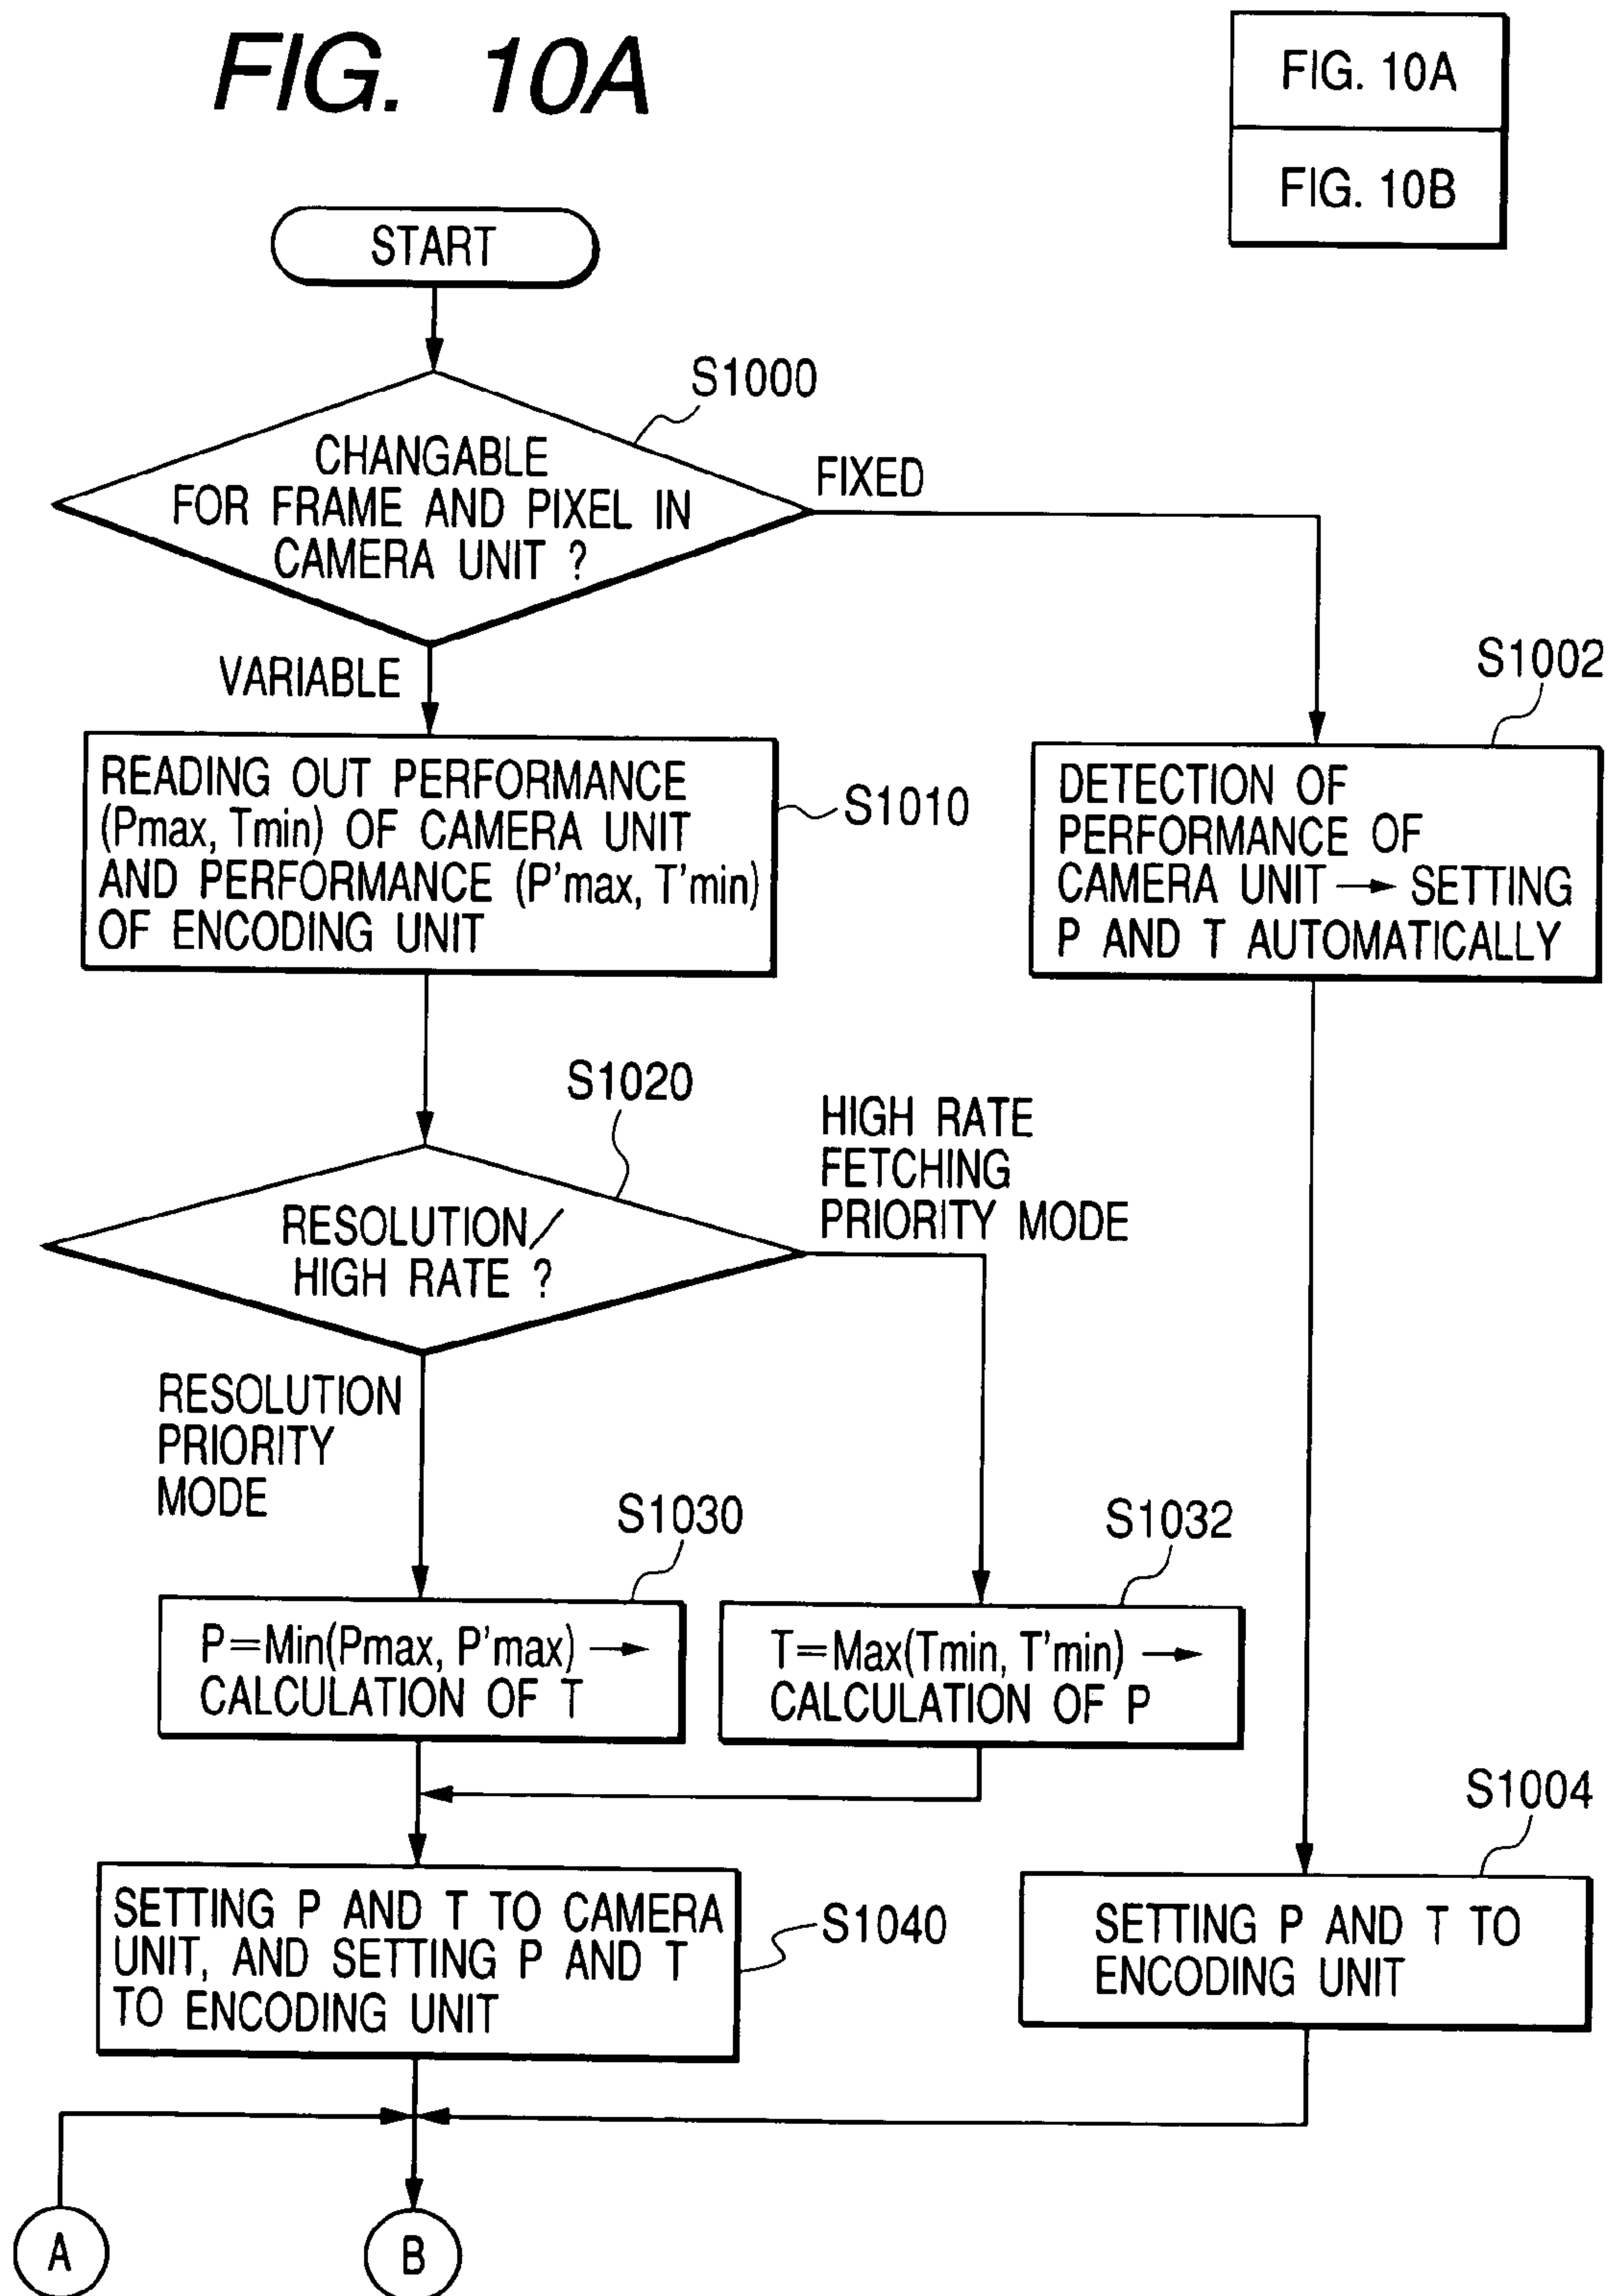 FIG. 10A
FIG. 10A
FIG. 10B
START
S1000
CHANGABLE
FOR FRAME AND PIXEL IN
CAMERA UNIT ?
FIXED
VARIABLE
S1002
READING OUT PERFORMANCE
(Pmax, Tmin) OF CAMERA UNIT
AND PERFORMANCE (P'max, T'min)
OF ENCODING UNIT
S1010
DETECTION OF
PERFORMANCE OF
CAMERA UNIT → SETTING
P AND T AUTOMATICALLY
S1020
RESOLUTION/
HIGH RATE ?
HIGH RATE
FETCHING
PRIORITY MODE
RESOLUTION
PRIORITY
MODE
S1030
P=Min(Pmax, P'max) →
CALCULATION OF T
S1032
T=Max(Tmin, T'min) →
CALCULATION OF P
S1004
SETTING P AND T TO CAMERA
UNIT, AND SETTING P AND T
TO ENCODING UNIT
S1040
SETTING P AND T TO
ENCODING UNIT
A
B